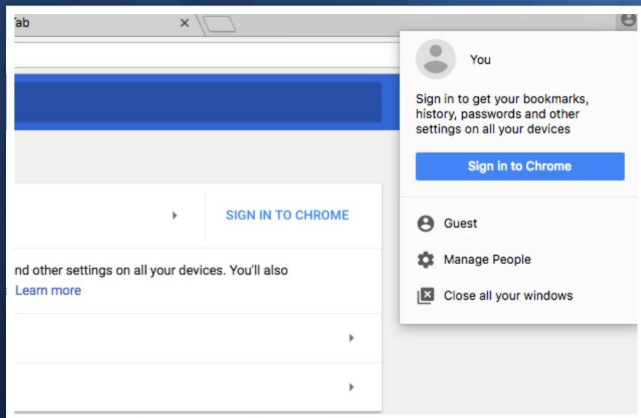 Tab
You
Sign in to get your bookmarks,
history, passwords and other
settings on all your devices
Sign in to Chrome
SIGN IN TO CHROME
Guest
Manage People
nd other settings on all your devices. You'll also
Learn more
Close all your windows